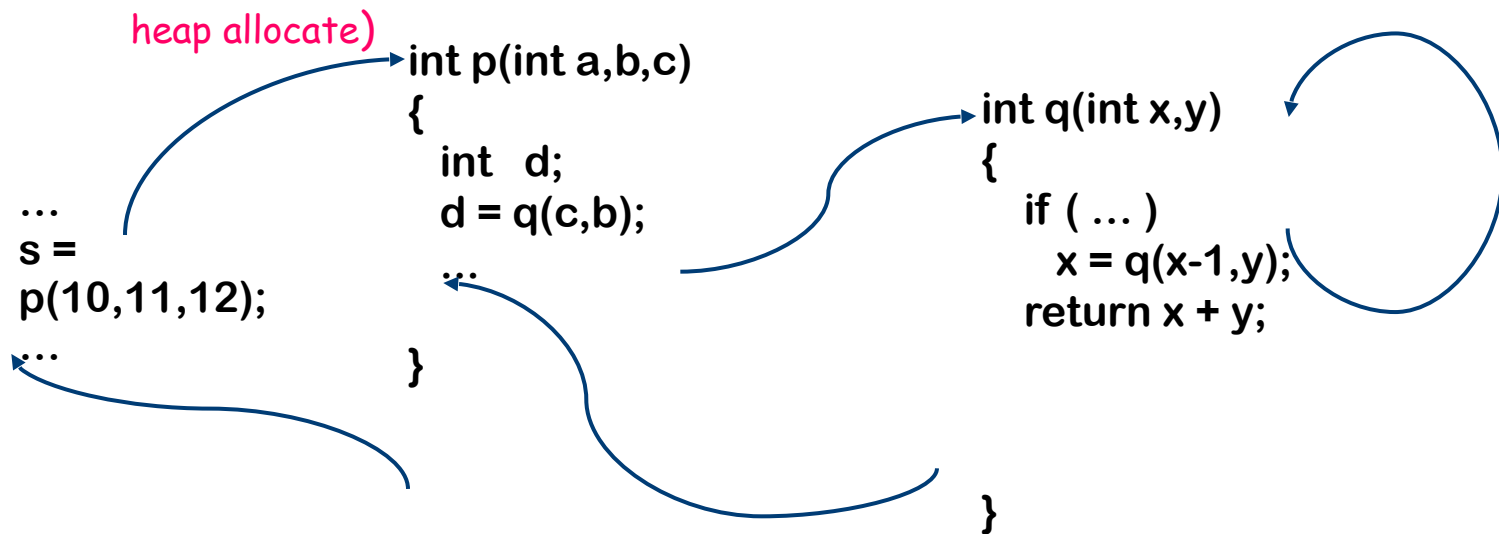 heap allocate)
…
s =
p(10,11,12);
…
int p(int a,b,c)
{
int d;
d = q(c,b);
…
}
int q(int x,y)
{
if ( … )
x = q(x-1,y);
return x + y;
}